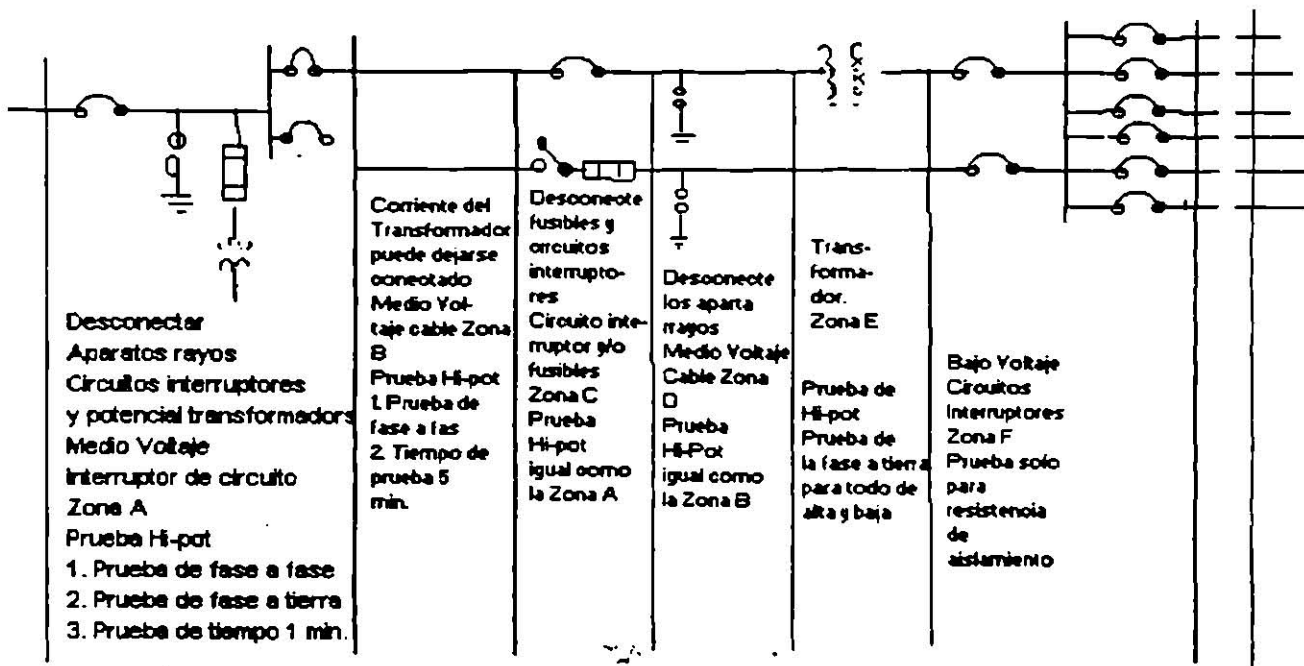 Desconectar
Aparatos rayos
Circuitos interruptores
y potencial transformadors
Medio Voltaje
Interruptor de circuito
Zona A
Prueba Hi-pot
1. Prueba de fase a fase
2. Prueba de fase a tierra
3. Prueba de tiempo 1 min.
Corriente del
Transformador
puede dejarse
conectado
Medio Vol-
taje cable Zona
B
Prueba Hi-pot
1. Prueba de
fase a fas
2. Tiempo de
prueba 5
min.
Desconecte
fusibles y
circuitos
interrupto-
res
Circuito inte-
rruptor y/o
fusibles
Zona C
Prueba
Hi-pot
igual como
la Zona A
Desconecte
los aparta
rrayos
Medio Voltaje
Cable Zona
D
Prueba
Hi-Pot
igual como
la Zona B
Trans-
forma-
dor.
Zona E
Prueba de
Hi-pot
Prueba de
la fase a tierra
para todo de
alta y baja
Bajo Voltaje
Circuitos
Interruptores
Zona F
Prueba solo
para
resistencia
de
aislamiento